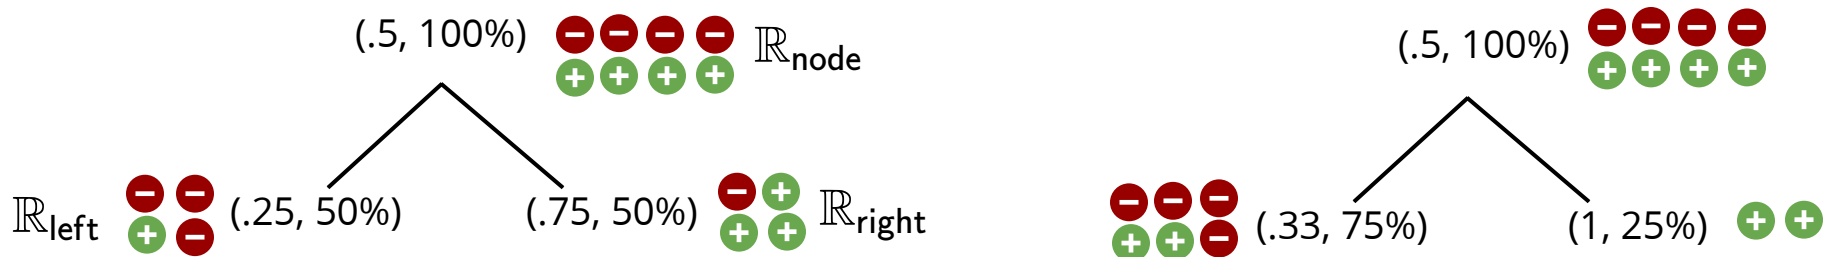 (.5, 100%)
ℝnode
ℝleft
(.25, 50%)
(.75, 50%)
ℝright
(.5, 100%)
(.33, 75%)
(1, 25%)